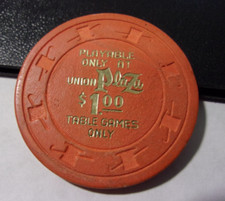 PLAYABLE
ONLY AT
UNION Plaza
$1.00
TABLE GAMES
ONLY